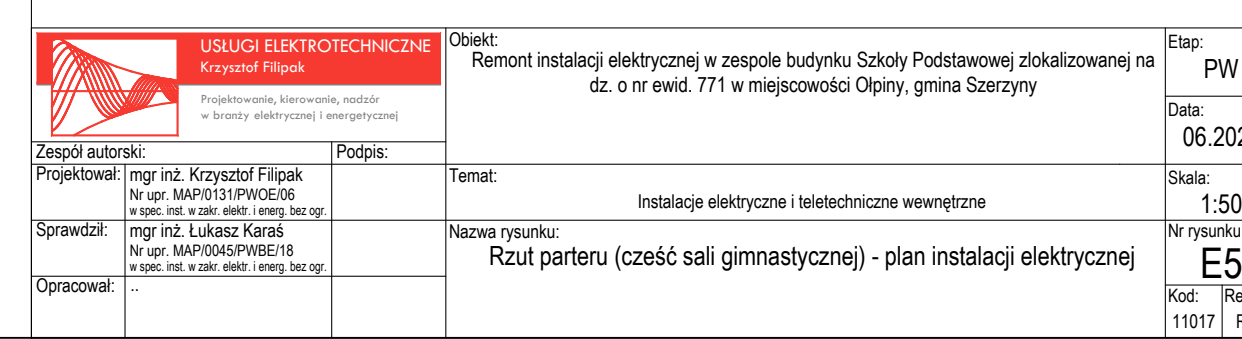 USŁUGI ELEKTROTECHNICZNE
Krzysztof Filipak
Projektowanie, kierowanie, nadzór
w branży elektrycznej i energetycznej
Obiekt:
Remont instalacji elektrycznej w zespole budynku Szkoły Podstawowej zlokalizowanej na
dz. o nr ewid. 771 w miejscowości Ołpiny, gmina Szerzyny
Etap:
PW
Data:
06.202
Zespół autorski:
Podpis:
Projektował:
mgr inż. Krzysztof Filipak
Nr upr. MAP/0131/PWOE/06
w spec. inst. w zakr. elektr. i energ. bez ogr.
Temat:
Instalacje elektryczne i teletechniczne wewnętrzne
Skala:
1:50
Sprawdził:
mgr inż. Łukasz Karaś
Nr upr. MAP/0045/PWBE/18
w spec. inst. w zakr. elektr. i energ. bez ogr.
Nazwa rysunku:
Rzut parteru (cześć sali gimnastycznej) - plan instalacji elektrycznej
Nr rysunku
E5
Opracował:
..
Kod:
11017
Re